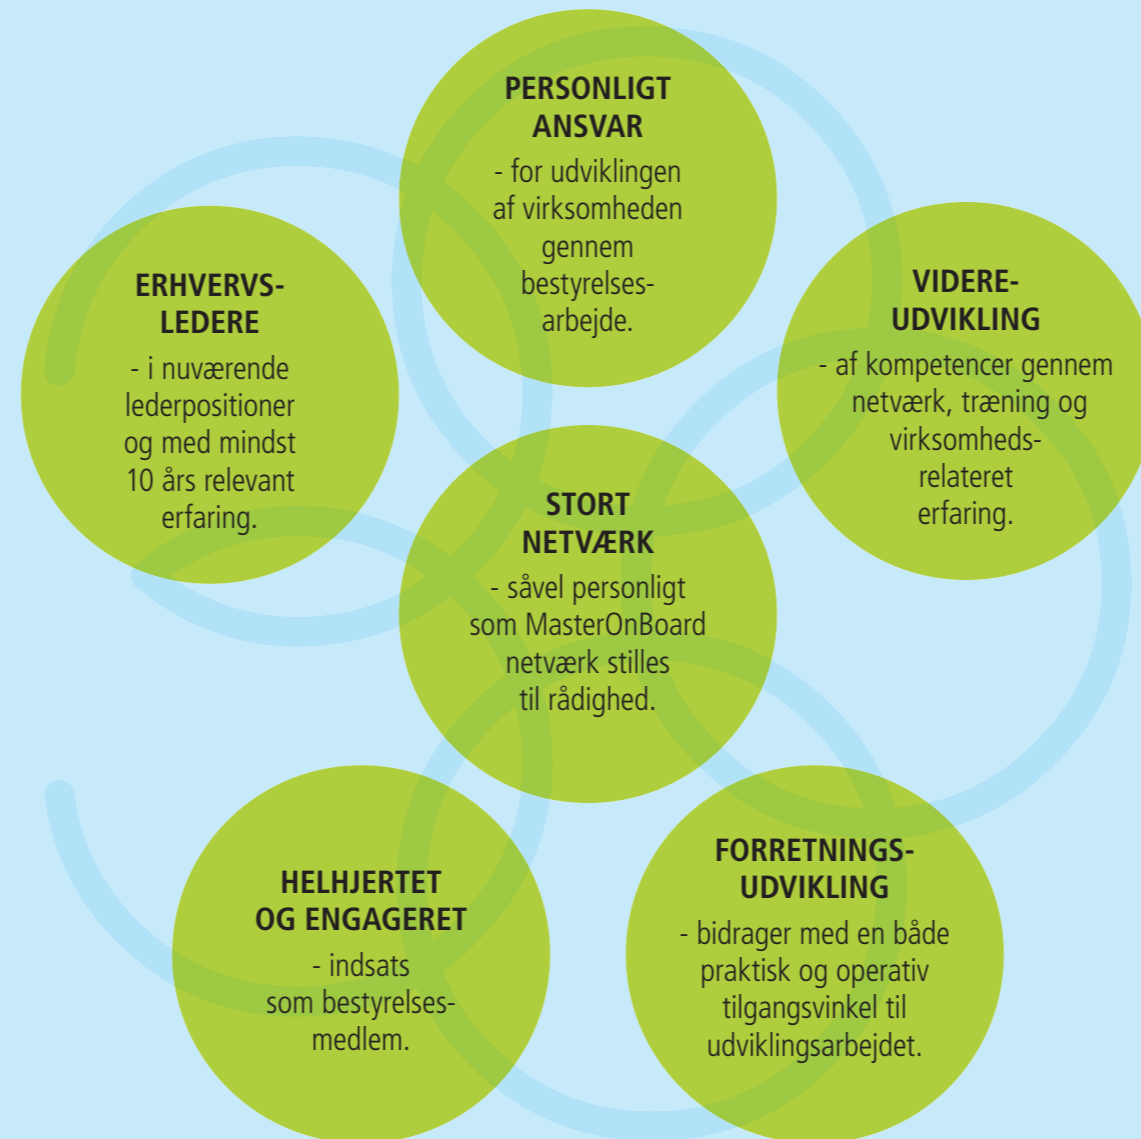 PERSONLIGT
ANSVAR
- for udviklingen
af virksomheden
gennem
bestyrelses-
arbejde.
ERHVERVS-
LEDERE
- i nuværende
lederpositioner
og med mindst
10 års relevant
erfaring.
VIDERE-
UDVIKLING
- af kompetencer gennem
netværk, træning og
virksomheds-
relateret
erfaring.
STORT
NETVÆRK
- såvel personligt
som MasterOnBoard
netværk stilles
til rådighed.
HELHJERTET
OG ENGAGERET
- indsats
som bestyrelses-
medlem.
FORRETNINGS-
UDVIKLING
- bidrager med en både
praktisk og operativ
tilgangsvinkel til
udviklingsarbejdet.